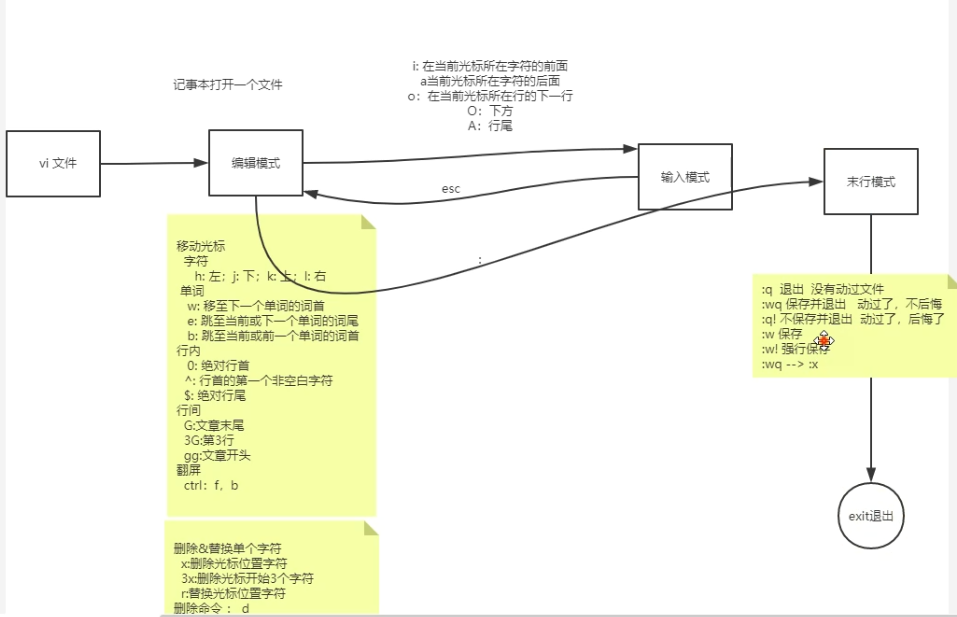 i: 在当前光标所在字符的前面
a当前光标所在字符的后面
o：在当前光标所在行的下一行
O：下方
A：行尾
记事本打开一个文件
vi 文件
编辑模式
输入模式
末行模式
esc
:
移动光标
字符
h: 左；j: 下；k: 上；l: 右
单词
w: 移至下一个单词的词首
e: 跳至当前或下一个单词的词尾
b: 跳至当前或前一个单词的词首
行内
0: 绝对行首
^: 行首的第一个非空白字符
$: 绝对行尾
行间
G:文章末尾
3G:第3行
gg:文章开头
翻屏
ctrl：f，b
:q 退出 没有动过文件
:wq 保存并退出 动过了，不后悔
:q! 不保存并退出 动过了，后悔了
:w 保存
:w! 强行保存
:wq --> :x
exit退出
删除&替换单个字符
x:删除光标位置字符
3x:删除光标开始3个字符
r:替换光标位置字符
删除命令： d